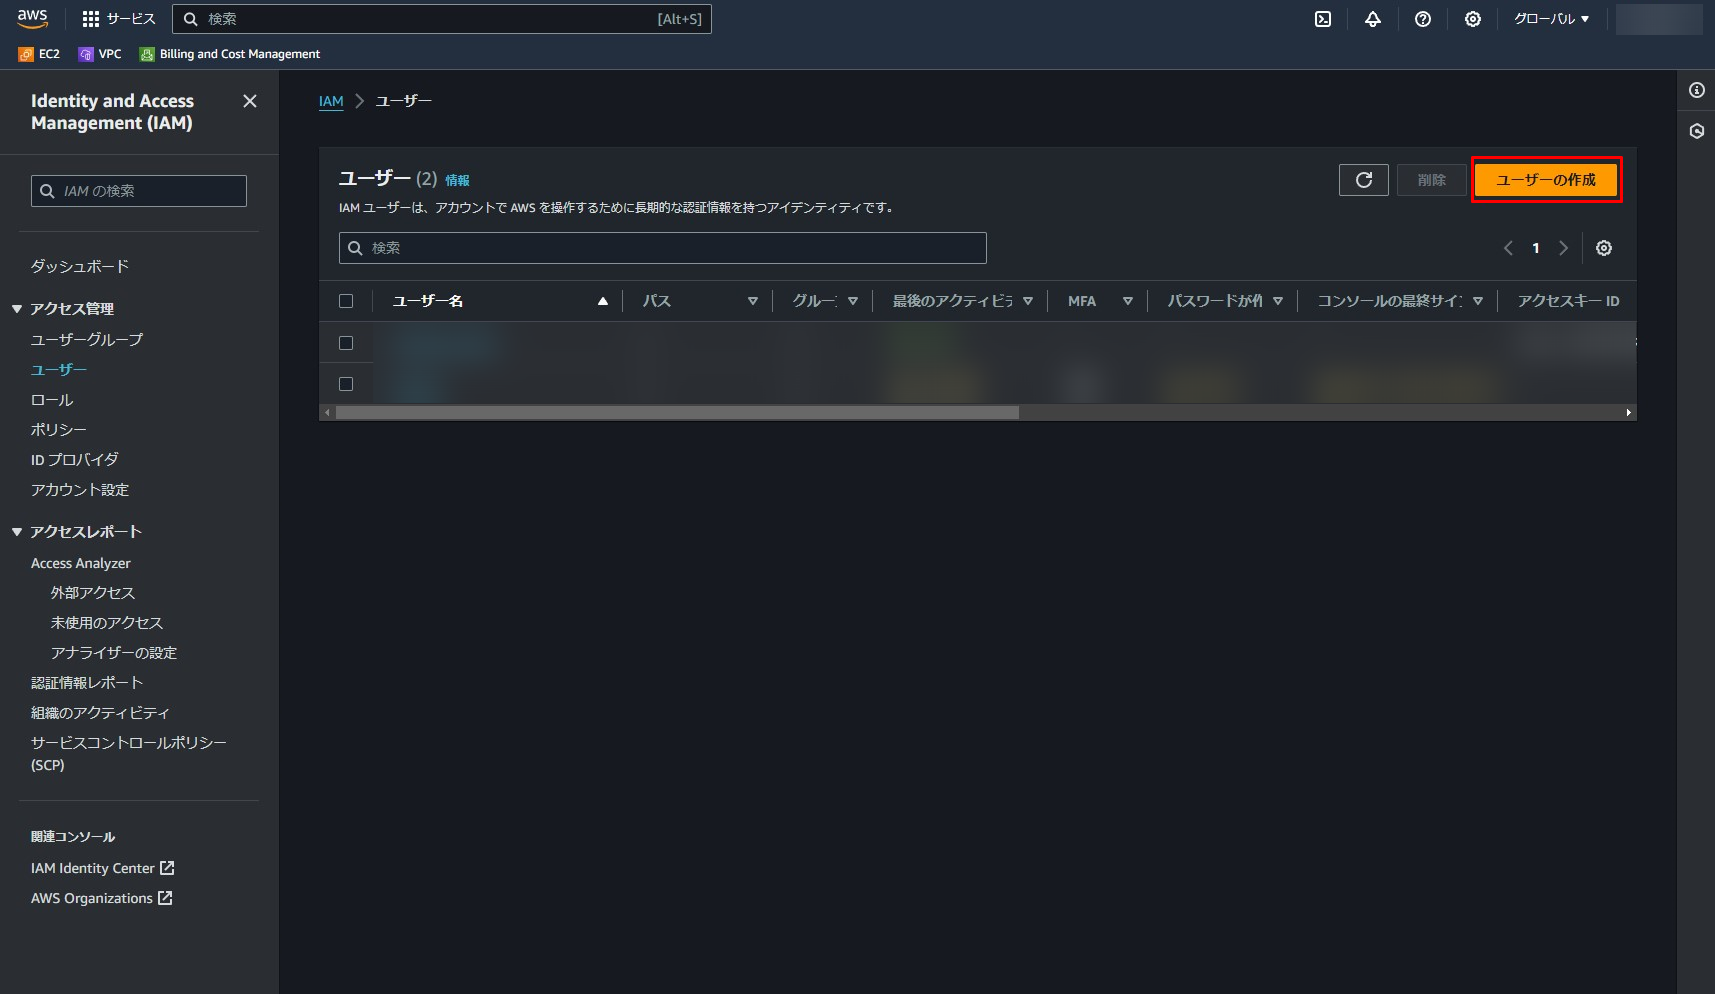 aws
サービス
検索
[Alt+S]
グローバル
EC2
VPC
Billing and Cost Management
Identity and Access
Management (IAM)
IAM の検索
ダッシュボード
アクセス管理
ユーザーグループ
ユーザー
ロール
ポリシー
ID プロバイダ
アカウント設定
アクセスレポート
Access Analyzer
外部アクセス
未使用のアクセス
アナライザーの設定
認証情報レポート
組織のアクティビティ
サービスコントロールポリシー
(SCP)
関連コンソール
IAM Identity Center
AWS Organizations
IAM
ユーザー
ユーザー (2) 情報
削除
ユーザーの作成
IAM ユーザーは、アカウントで AWS を操作するために長期的な認証情報を持つアイデンティティです。
検索
1
ユーザー名
パス
グルー
最後のアクティビ
MFA
パスワードが
コンソールの最終サイ
アクセスキー ID